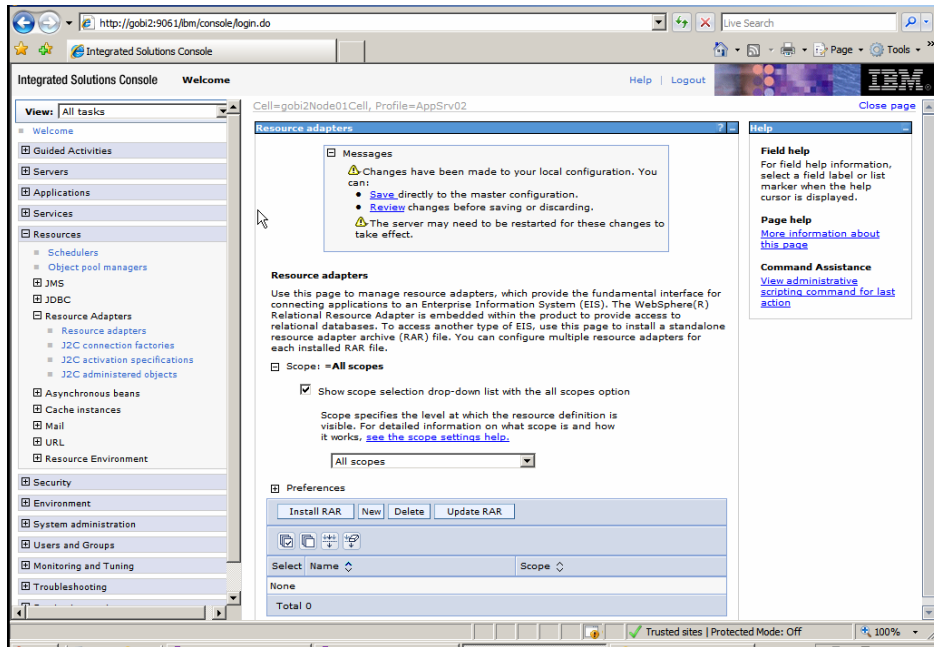 http://gobi2:9061/ibm/console/login.do
Live Search
Integrated Solutions Console
Page
Tools
Integrated Solutions Console Welcome
Help | Logout
IBM.
View: All tasks
Welcome
Guided Activities
Servers
Applications
Services
Resources
Schedulers
Object pool managers
JMS
JDBC
Resource Adapters
Resource adapters
J2C connection factories
J2C activation specifications
J2C administered objects
Asynchronous beans
Cache instances
Mail
URL
Resource Environment
Security
Environment
System administration
Users and Groups
Monitoring and Tuning
Troubleshooting
Cell=gobi2Node01Cell, Profile=AppSrv02
Close page
Resource adapters
? -
Messages
Changes have been made to your local configuration. You
can:
Save directly to the master configuration.
Review changes before saving or discarding.
The server may need to be restarted for these changes to
take effect.
Resource adapters
Use this page to manage resource adapters, which provide the fundamental interface for
connecting applications to an Enterprise Information System (EIS). The WebSphere(R)
Relational Resource Adapter is embedded within the product to provide access to
relational databases. To access another type of EIS, use this page to install a standalone
resource adapter archive (RAR) file. You can configure multiple resource adapters for
each installed RAR file.
Scope: =All scopes
Show scope selection drop-down list with the all scopes option
Scope specifies the level at which the resource definition is
visible. For detailed information on what scope is and how
it works, see the scope settings help.
All scopes
Preferences
Install RAR New Delete Update RAR
Select Name Scope
None
Total 0
Help
Field help
For field help information,
select a field label or list
marker when the help
cursor is displayed.
Page help
More information about
this page
Command Assistance
View administrative
scripting command for last
action
Trusted sites | Protected Mode: Off
100%